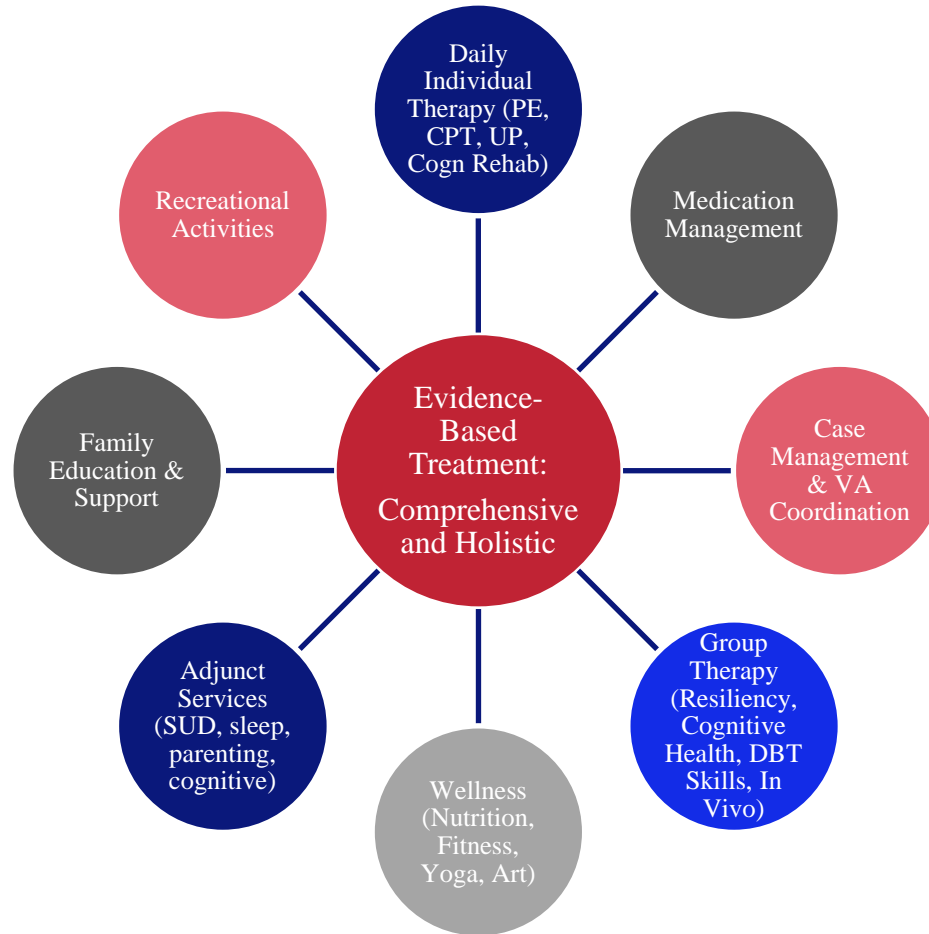 Daily
Individual
Therapy (PE,
CPT, UP,
Cogn Rehab)
Medication
Management
Case
Management
& VA
Coordination
Group
Therapy
(Resiliency,
Cognitive
Health, DBT
Skills, In
Vivo)
Wellness
(Nutrition,
Fitness,
Yoga, Art)
Adjunct
Services
(SUD, sleep,
parenting,
cognitive)
Family
Education &
Support
Recreational
Activities
Evidence-
Based
Treatment:
Comprehensive
and Holistic